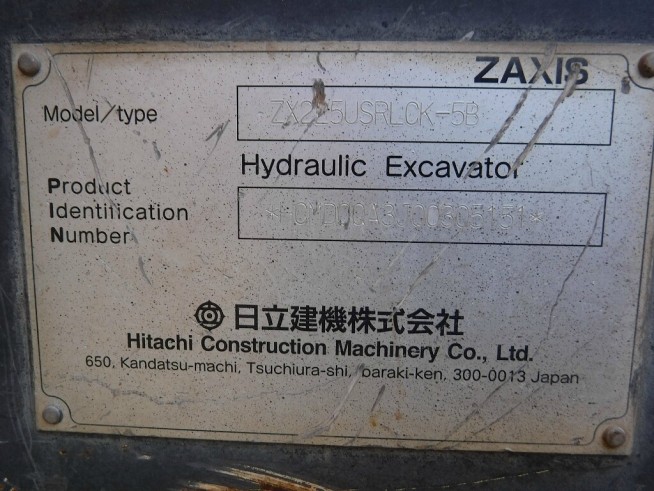 ZAXIS
Model/type
ZX225USRLCK-5B
Hydraulic Excavator
Product
Identification
Number
日立建機株式会社
Hitachi Construction Machinery Co., Ltd.
650, Kandatsu-machi, Tsuchiura-shi, baraki-ken, 300-0013 Japan